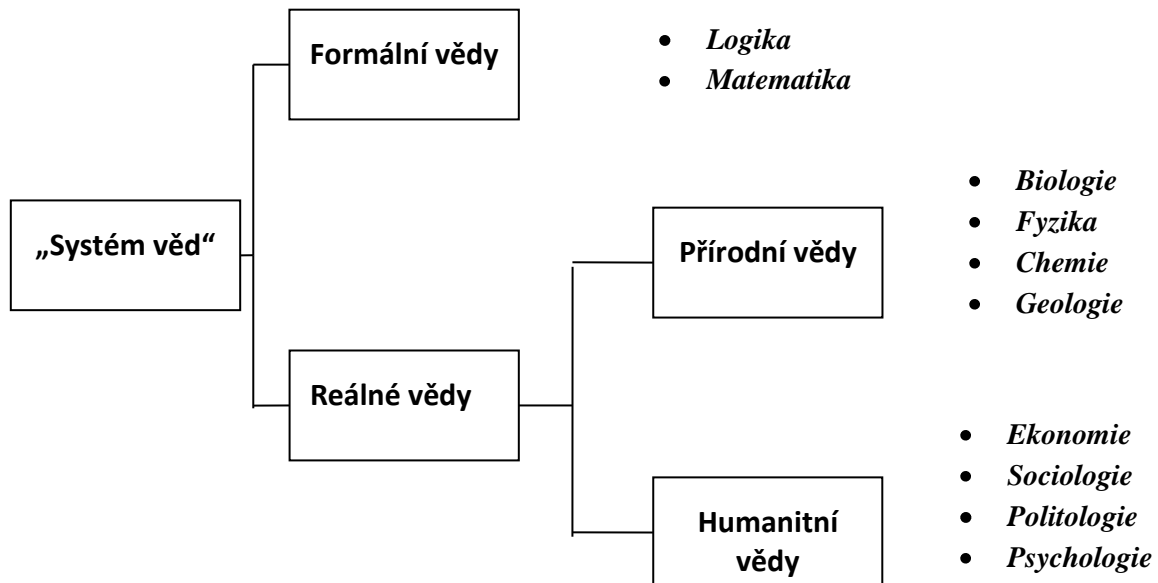 Formální vědy
• Logika
• Matematika
„Systém věd“
Přírodní vědy
• Biologie
• Fyzika
• Chemie
• Geologie
Reálné vědy
Humanitní
vědy
• Ekonomie
• Sociologie
• Politologie
• Psychologie